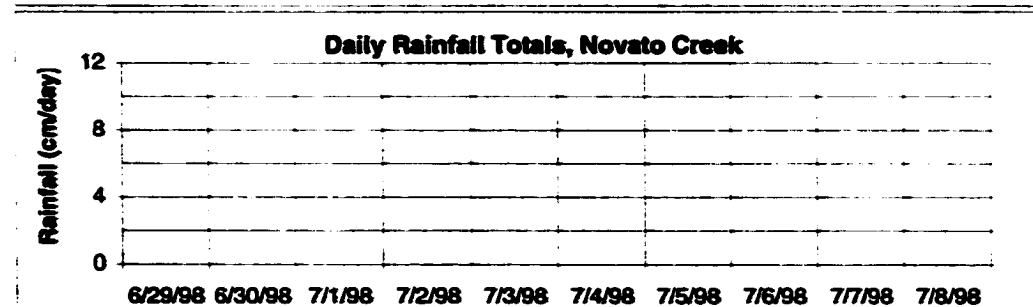 Daily Rainfall Totals, Novato Creek
Rainfall (cm/day)
12
8
4
0
6/29/98 6/30/98 7/1/98 7/2/98 7/3/98 7/4/98 7/5/98 7/6/98 7/7/98 7/8/98